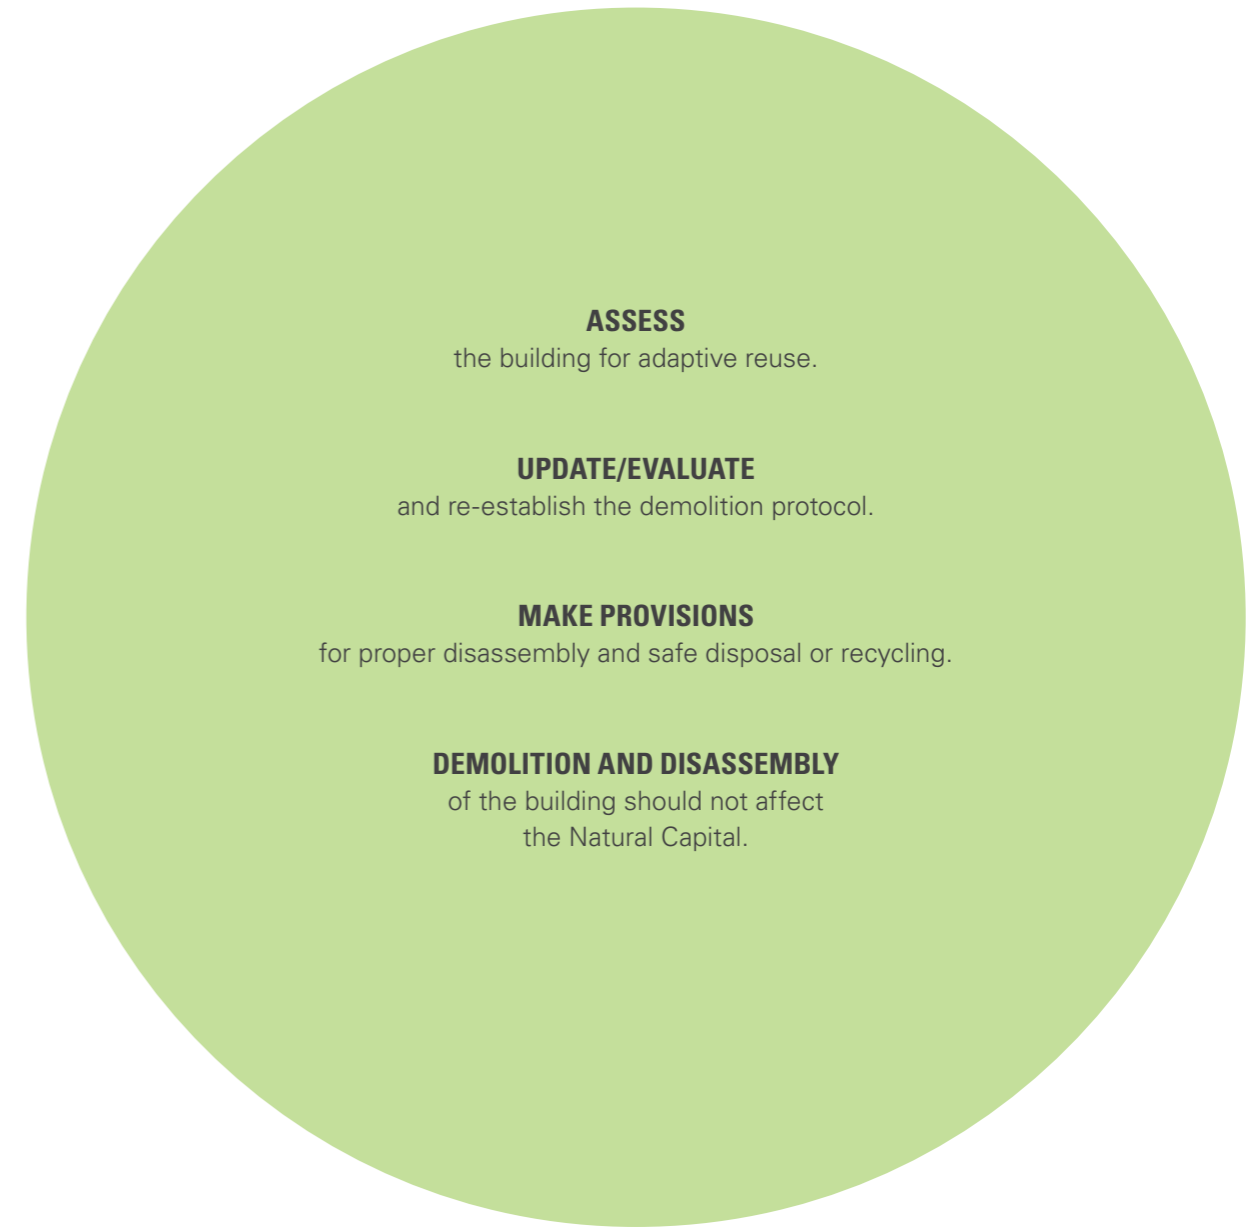 ASSESS
the building for adaptive reuse.
UPDATE/EVALUATE
and re-establish the demolition protocol.
MAKE PROVISIONS
for proper disassembly and safe disposal or recycling.
DEMOLITION AND DISASSEMBLY
of the building should not affect
the Natural Capital.